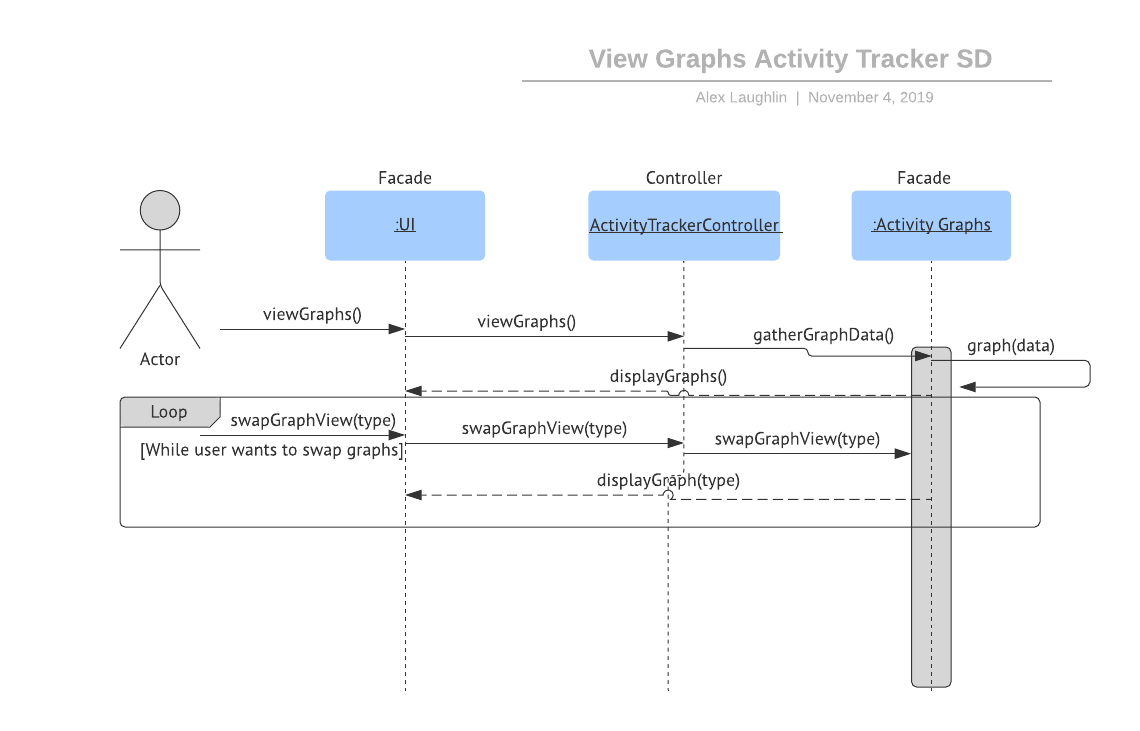 View Graphs Activity Tracker SD
Alex Laughlin | November 4, 2019
Facade
Controller
Facade
:UI
ActivityTrackerController
:Activity Graphs
viewGraphs()
viewGraphs()
gatherGraphData()
graph(data)
Actor
displayGraphs()
Loop
swapGraphView(type)
swapGraphView(type)
swapGraphView(type)
[While user wants to swap graphs]
displayGraph(type)